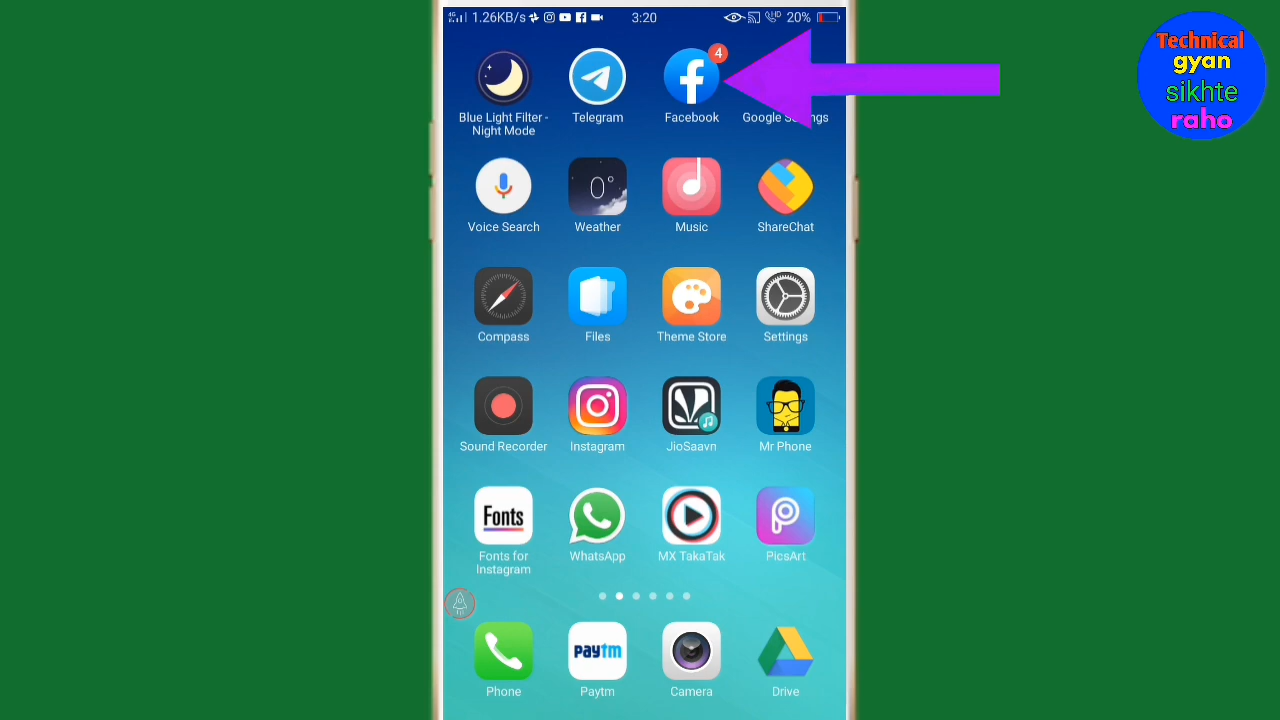 4G 1.26KB/s 3:20 HD 20%
4
Blue Light Filter -
Night Mode
Telegram
Facebook
Voice Search
0°
Weather
Music
ShareChat
Compass
Files
Theme Store
Settings
Sound Recorder
Instagram
JioSaavn
Mr Phone
Fonts
Fonts for
Instagram
WhatsApp
MX TakaTak
PicsArt
Phone
paytm
Paytm
Camera
Drive
Technical
gyan
sikhte
raho